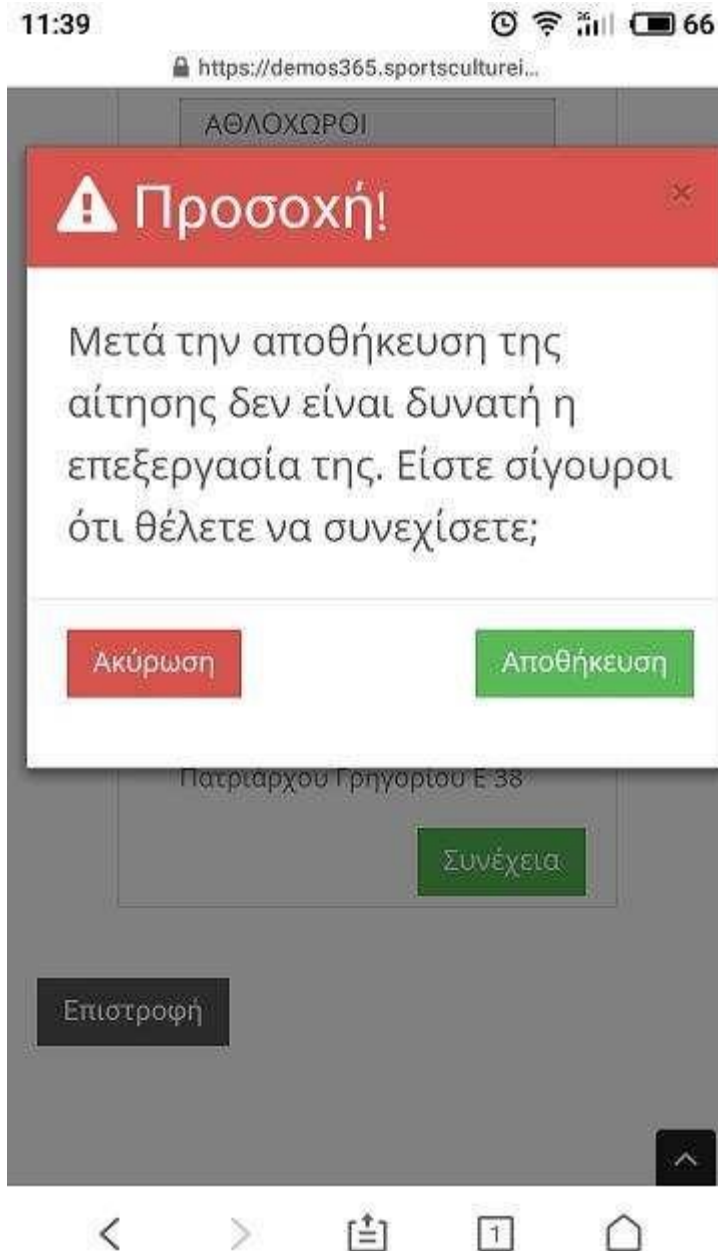 11:39
3G
66
https://demos365.sportsculturei...
ΑΘΛΟΧΩΡΟΙ
Προσοχή!
×
Μετά την αποθήκευση της
αίτησης δεν είναι δυνατή η
επεξεργασία της. Είστε σίγουροι
ότι θέλετε να συνεχίσετε;
Ακύρωση
Αποθήκευση
Πατριάρχου Γρηγορίου Ε 38
Συνέχεια
Επιστροφή
1